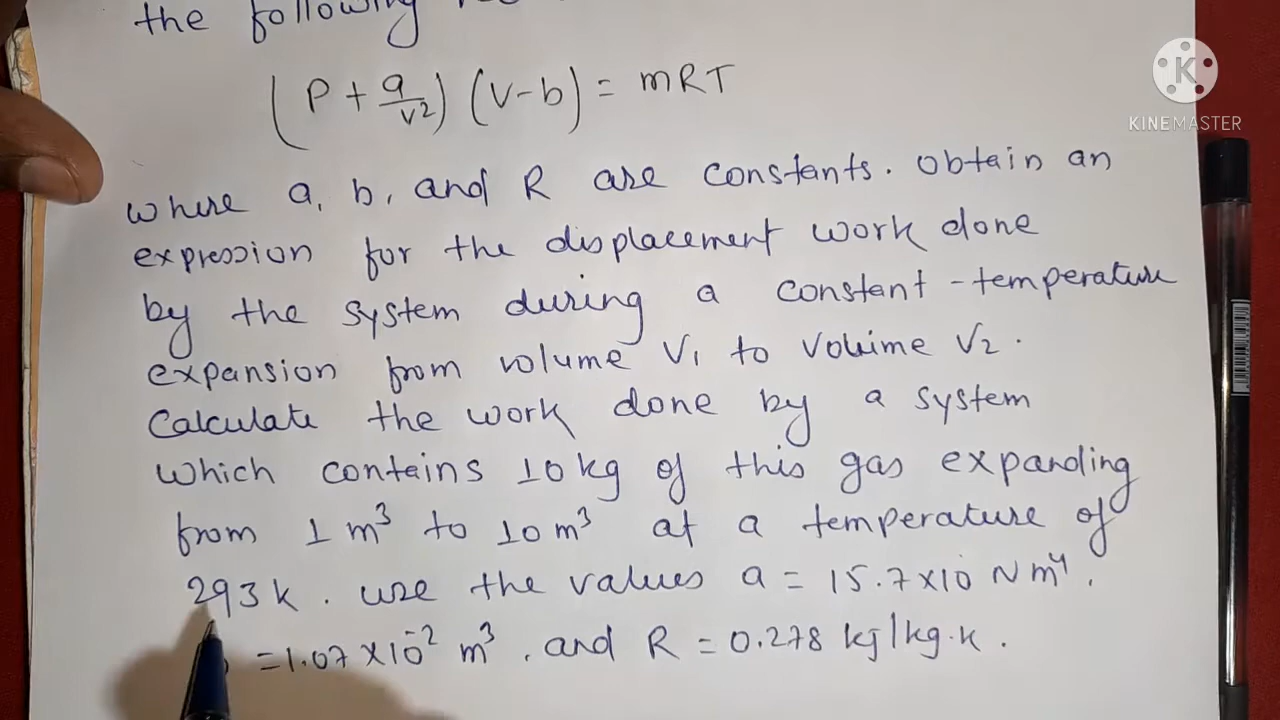 the following
(P + a/v2) (V-b) = mRT
where a, b, and R are constants. obtain an
expression for the displacement work done
by the system during a constant-temperature
expansion from volume V1 to volume V2.
Calculate the work done by a system
which contains 10 kg of this gas expanding
from 1 m³ to 10 m³ at a temperature of
293 k. use the values a = 15.7×10 N m⁴,
= 1.07 ×10⁻² m³, and R = 0.278 kj/kg.k.
KINEMASTER